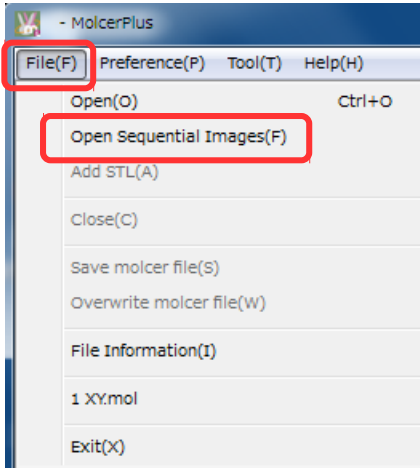 - MolcerPlus
File(F) Preference(P) Tool(T) Help(H)
Open(O) Ctrl+O
Open Sequential Images(F)
Add STL(A)
Close(C)
Save molcer file(S)
Overwrite molcer file(W)
File Information(I)
1 XY.mol
Exit(X)